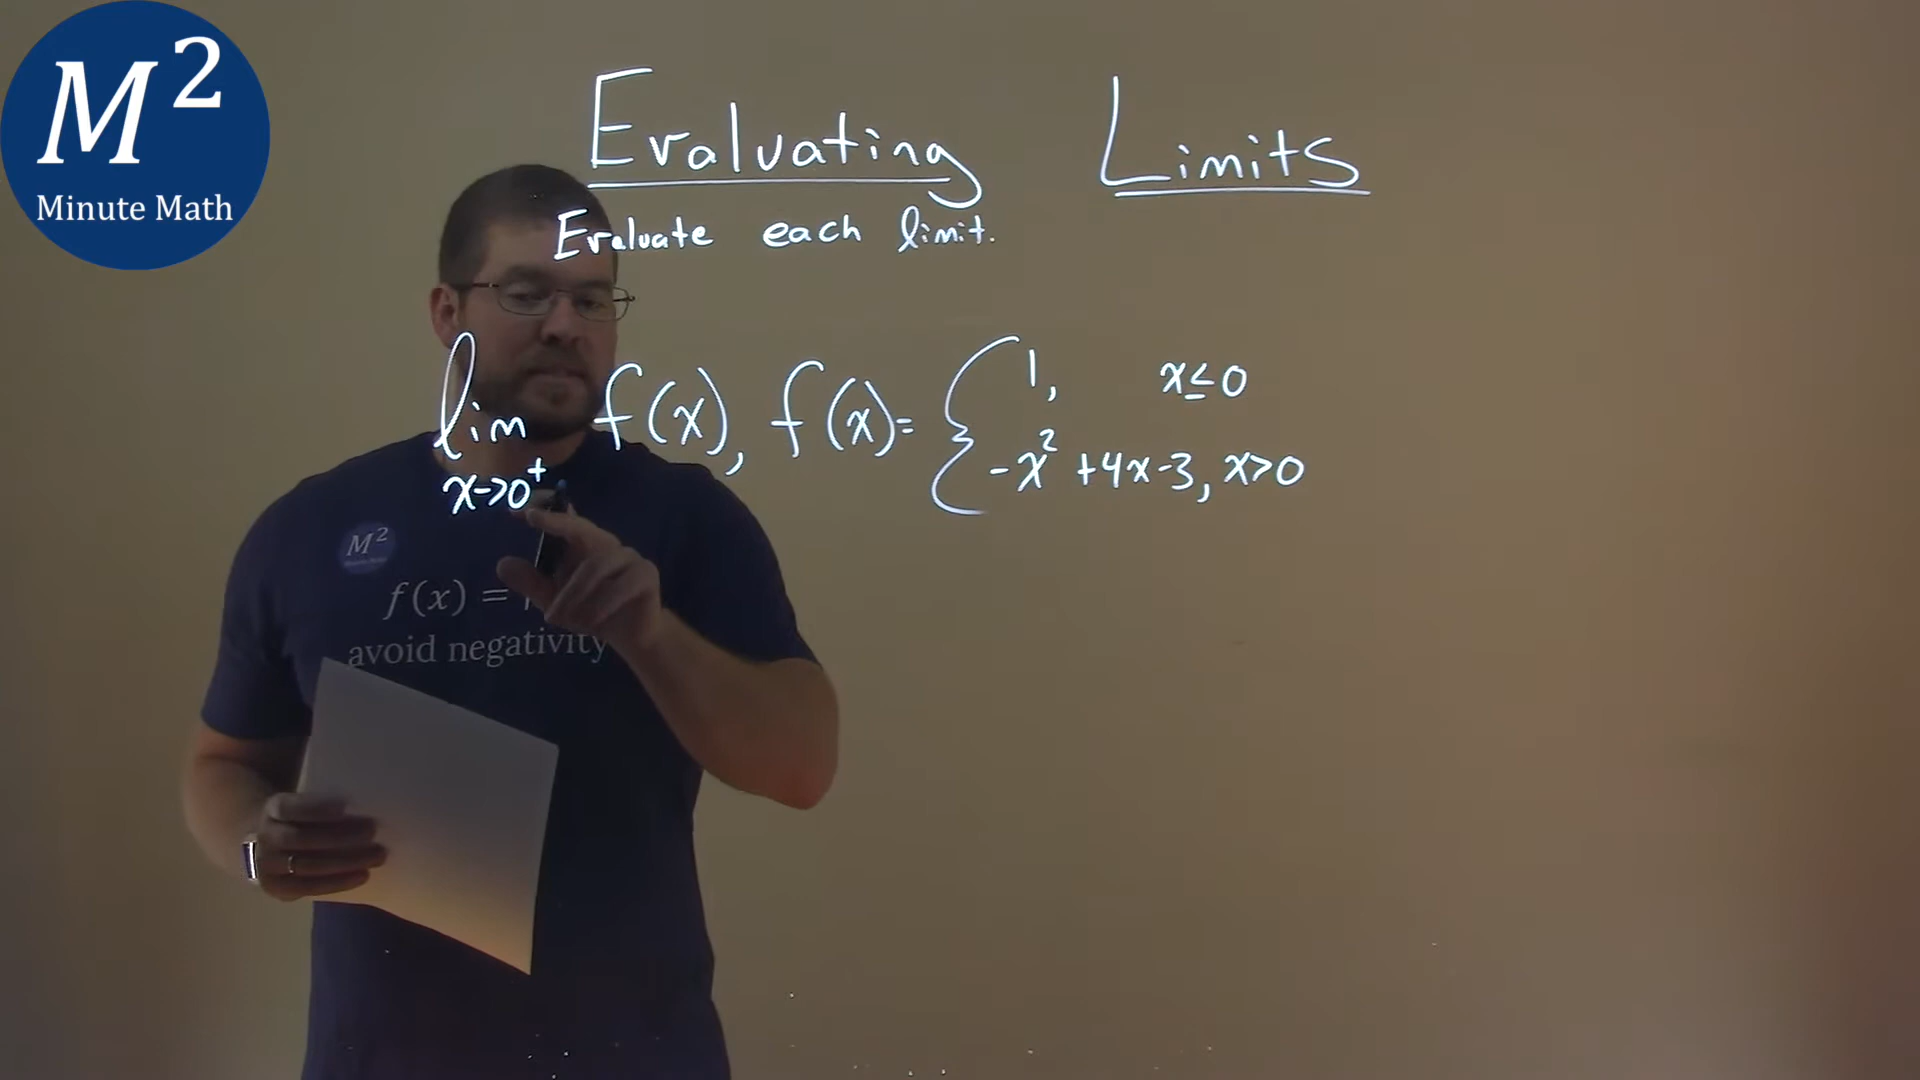 M²
Minute Math
Evaluating Limits
Evaluate each limit.
lim f(x), f(x)= { 1, x≤0
x->0⁺ -x² +4x-3, x>0
M²
f(x) =
avoid negativity